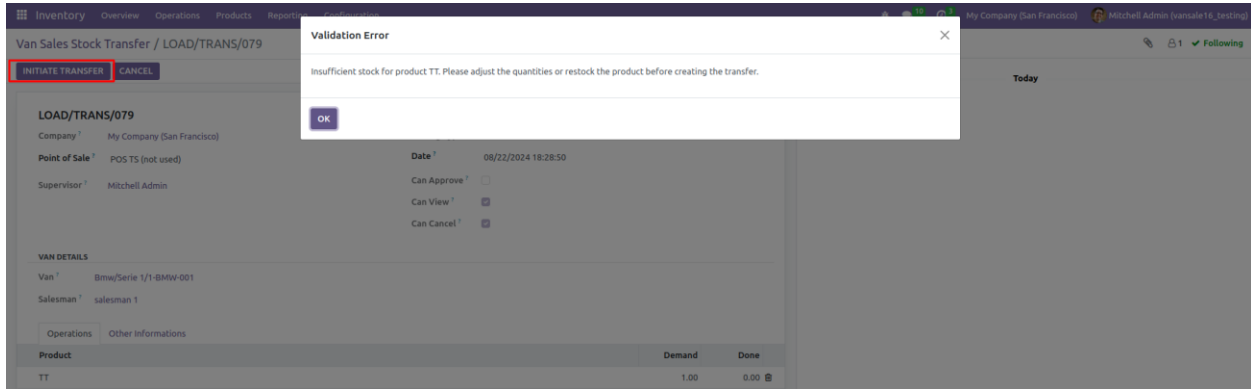 Inventory Overview Operations Products Reporting Configuration 10 3 My Company (San Francisco) Mitchell Admin (vansale16_testing)
Van Sales Stock Transfer / LOAD/TRANS/079
1 Following
INITIATE TRANSFER CANCEL
Validation Error
Insufficient stock for product TT. Please adjust the quantities or restock the product before creating the transfer.
OK
Today
LOAD/TRANS/079
Company ? My Company (San Francisco)
Point of Sale ? POS TS (not used)
Date ? 08/22/2024 18:28:50
Supervisor ? Mitchell Admin
Can Approve ?
Can View ?
Can Cancel ?
VAN DETAILS
Van ? Bmw/Serie 1/1-BMW-001
Salesman ? salesman 1
Operations Other Informations
Product Demand Done
TT 1.00 0.00